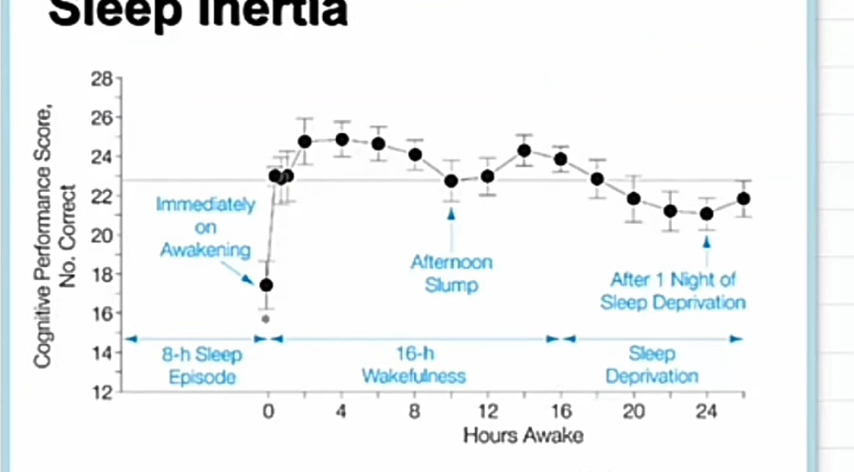 Sleep Inertia
Cognitive Performance Score,
No. Correct
28
26
24
22
20
18
16
14
12
Immediately
on
Awakening
Afternoon
Slump
After 1 Night of
Sleep Deprivation
8-h Sleep
Episode
16-h
Wakefulness
Sleep
Deprivation
0
4
8
12
16
20
24
Hours Awake